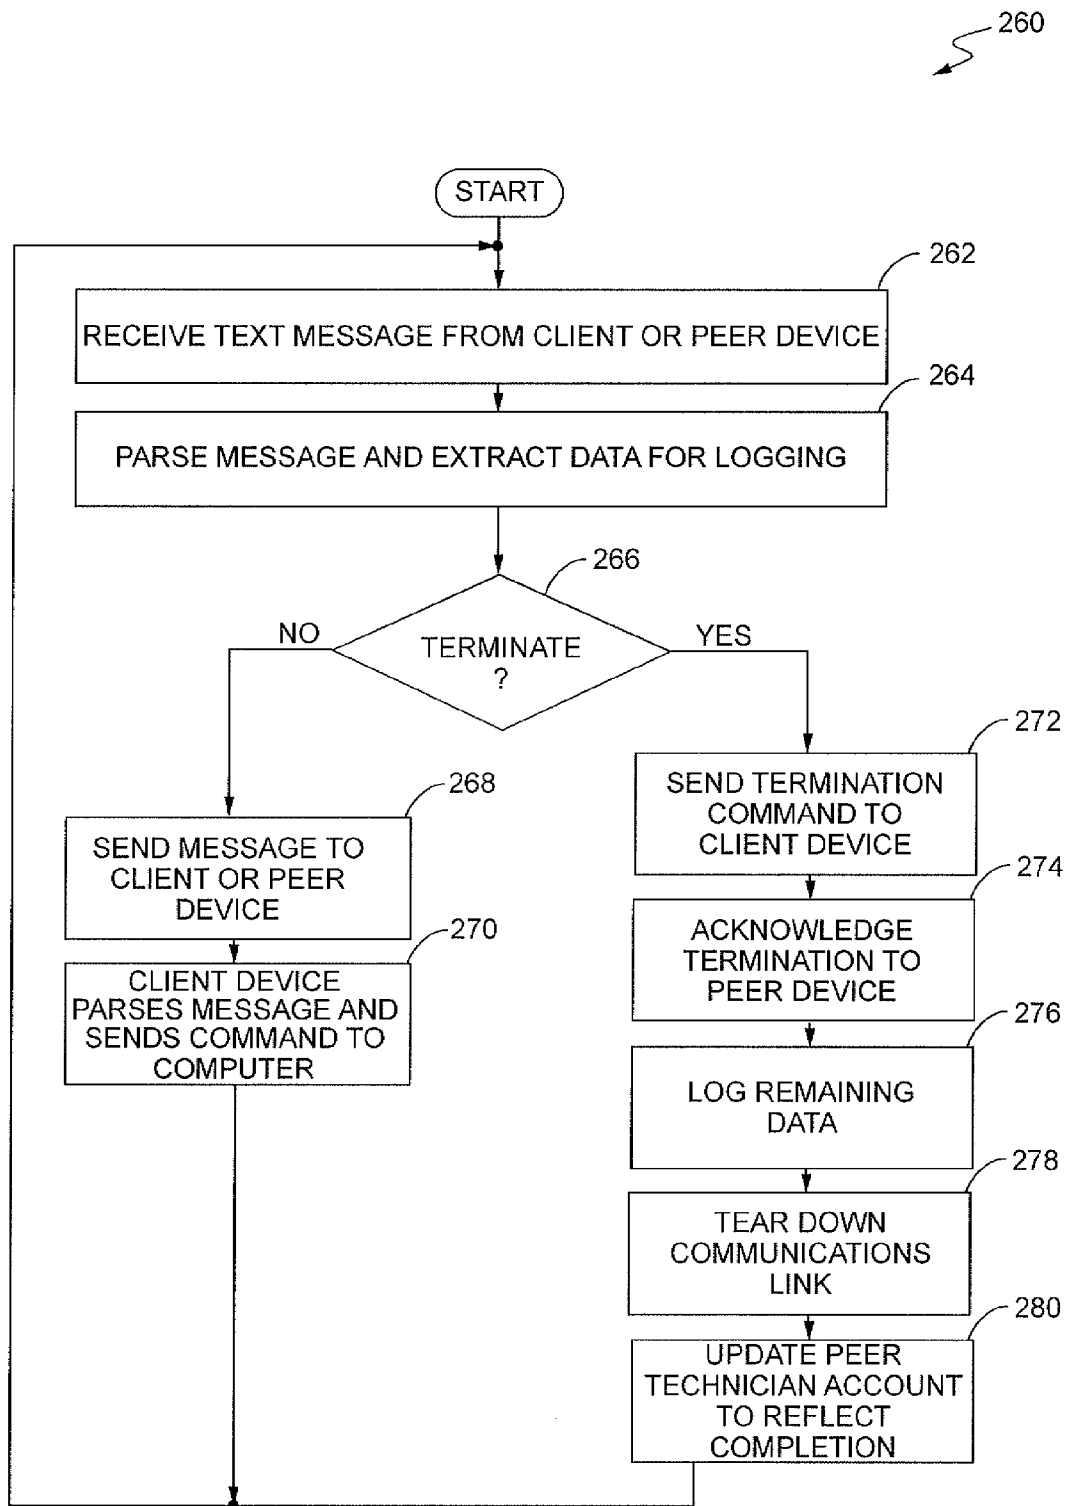 260
START
262
RECEIVE TEXT MESSAGE FROM CLIENT OR PEER DEVICE
264
PARSE MESSAGE AND EXTRACT DATA FOR LOGGING
266
TERMINATE
?
NO
YES
268
SEND MESSAGE TO
CLIENT OR PEER
DEVICE
270
CLIENT DEVICE
PARSES MESSAGE AND
SENDS COMMAND TO
COMPUTER
272
SEND TERMINATION
COMMAND TO
CLIENT DEVICE
274
ACKNOWLEDGE
TERMINATION TO
PEER DEVICE
276
LOG REMAINING
DATA
278
TEAR DOWN
COMMUNICATIONS
LINK
280
UPDATE PEER
TECHNICIAN ACCOUNT
TO REFLECT
COMPLETION